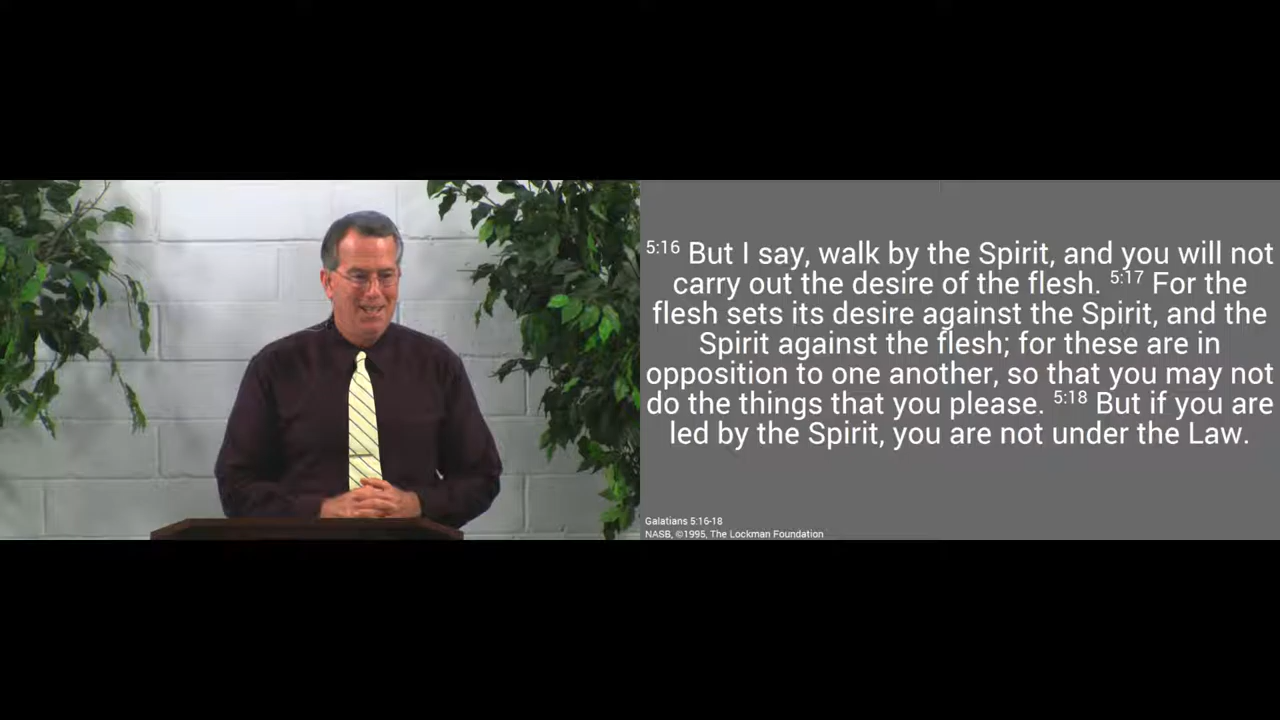 5:16 But I say, walk by the Spirit, and you will not
carry out the desire of the flesh. 5:17 For the
flesh sets its desire against the Spirit, and the
Spirit against the flesh; for these are in
opposition to one another, so that you may not
do the things that you please. 5:18 But if you are
led by the Spirit, you are not under the Law.
Galatians 5:16-18
NASB, ©1995, The Lockman Foundation